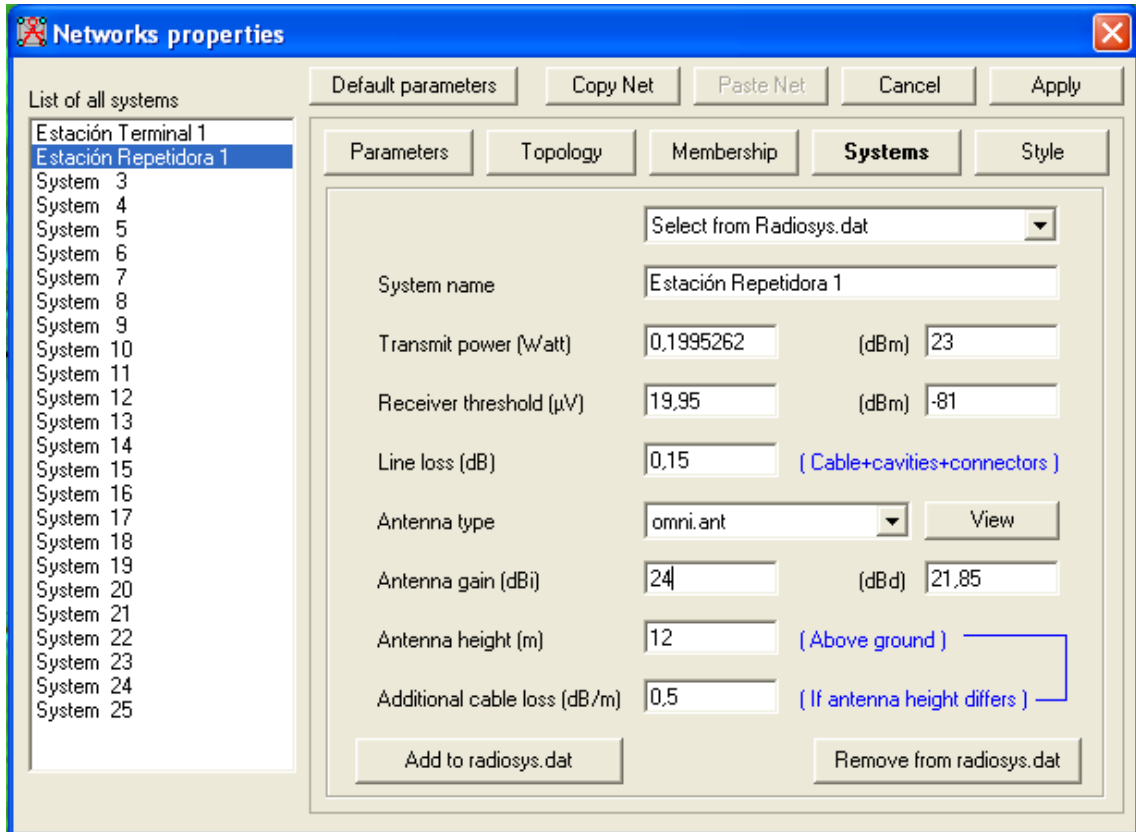 Networks properties
Default parameters Copy Net Paste Net Cancel Apply
List of all systems
Estación Terminal 1
Estación Repetidora 1
System 3
System 4
System 5
System 6
System 7
System 8
System 9
System 10
System 11
System 12
System 13
System 14
System 15
System 16
System 17
System 18
System 19
System 20
System 21
System 22
System 23
System 24
System 25
Parameters Topology Membership Systems Style
Select from Radiosys.dat
System name Estación Repetidora 1
Transmit power (Watt) 0,1995262 (dBm) 23
Receiver threshold (µV) 19,95 (dBm) -81
Line loss (dB) 0,15 ( Cable+cavities+connectors )
Antenna type omni.ant View
Antenna gain (dBi) 24 (dBd) 21,85
Antenna height (m) 12 ( Above ground )
Additional cable loss (dB/m) 0,5 ( If antenna height differs )
Add to radiosys.dat Remove from radiosys.dat